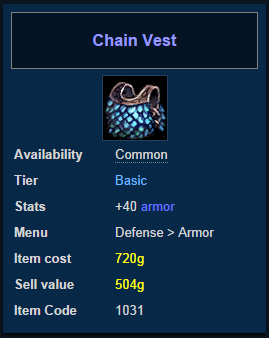 Chain Vest
Availability Common
Tier Basic
Stats +40 armor
Menu Defense > Armor
Item cost 720g
Sell value 504g
Item Code 1031